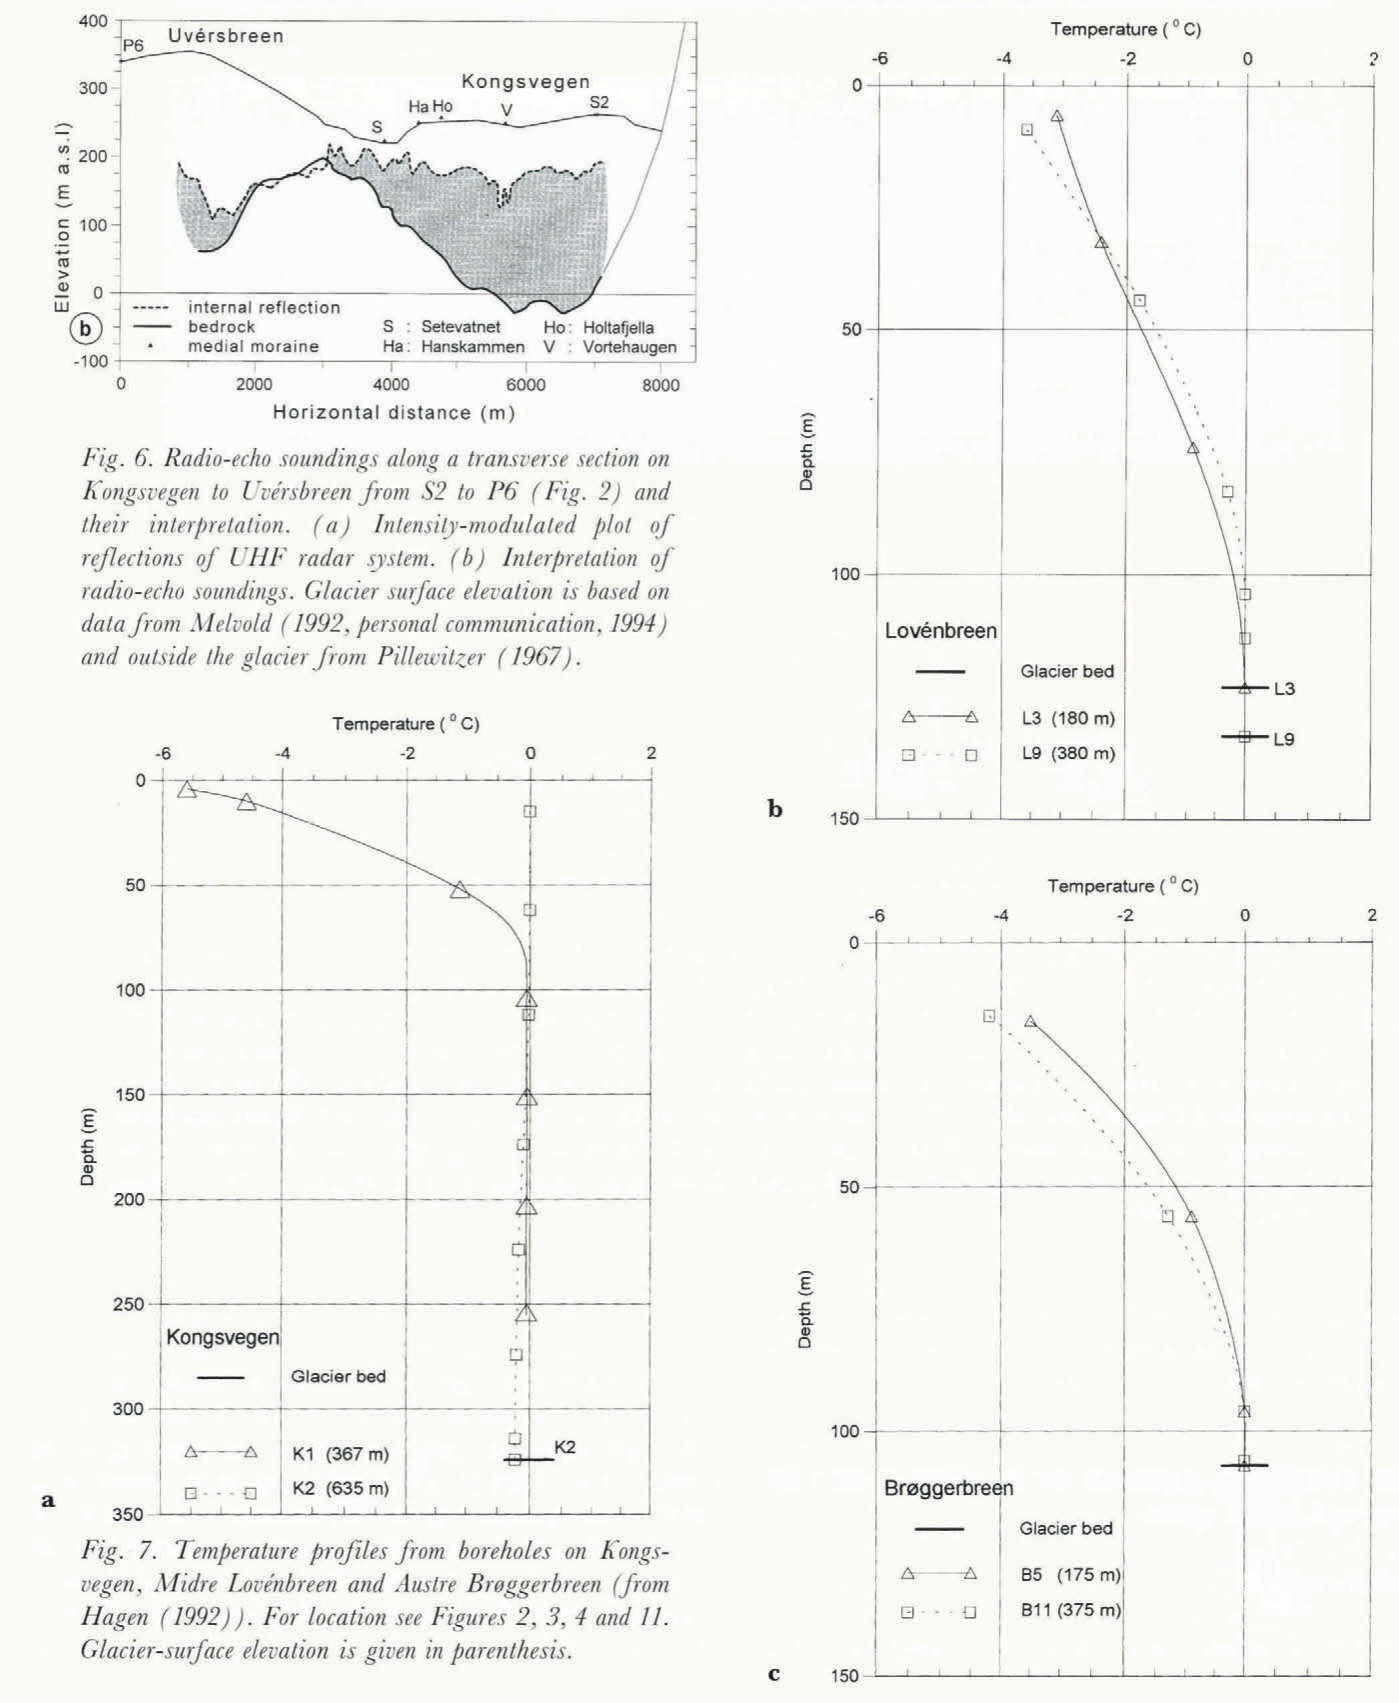 400
300
200
100
0
-100
Elevation (m a.s.l)
P6
Uvérsbreen
Kongsvegen
S
Ha Ho
V
S2
internal reflection
bedrock
medial moraine
S : Setevatnet
Ha: Hanskammen
Ho: Holtafjella
V : Vortehaugen
b
0 2000 4000 6000 8000
Horizontal distance (m)
Fig. 6. Radio-echo soundings along a transverse section on
Kongsvegen to Uvérsbreen from S2 to P6 (Fig. 2) and
their interpretation. (a) Intensity-modulated plot of
reflections of UHF radar system. (b) Interpretation of
radio-echo soundings. Glacier surface elevation is based on
data from Melvold (1992, personal communication, 1994)
and outside the glacier from Pillewitzer (1967).
Temperature (°C)
-6 -4 -2 0 2
0
50
100
150
200
250
300
350
Depth (m)
Kongsvegen
Glacier bed
K1 (367 m)
K2 (635 m)
K2
a
Fig. 7. Temperature profiles from boreholes on Kongs-
vegen, Midre Lovénbreen and Austre Brøggerbreen (from
Hagen (1992)). For location see Figures 2, 3, 4 and 11.
Glacier-surface elevation is given in parenthesis.
Temperature (°C)
-6 -4 -2 0 2
0
50
100
150
Depth (m)
Lovénbreen
Glacier bed
L3 (180 m)
L9 (380 m)
L3
L9
b
Temperature (°C)
-6 -4 -2 0 2
0
50
100
150
Depth (m)
Brøggerbreen
Glacier bed
B5 (175 m)
B11 (375 m)
c